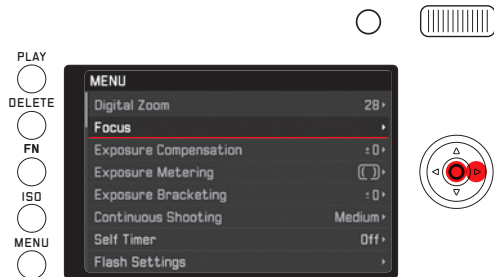 PLAY
DELETE
FN
ISO
MENU
MENU
Digital Zoom 28
Focus
Exposure Compensation ±0
Exposure Metering
Exposure Bracketing ±0
Continuous Shooting Medium
Self Timer Off
Flash Settings